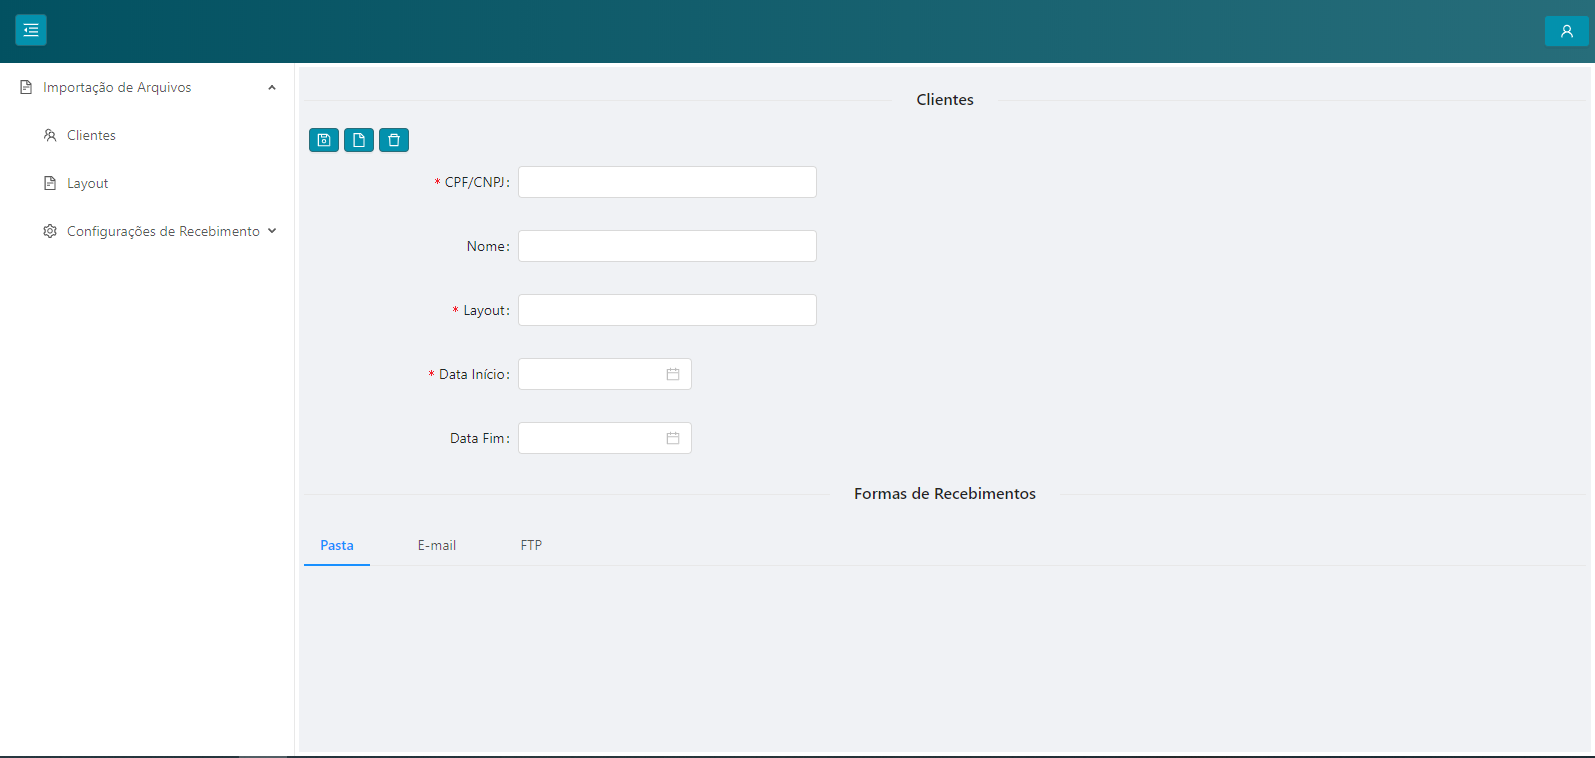 Importação de Arquivos
Clientes
Layout
Configurações de Recebimento
Clientes
* CPF/CNPJ:
Nome:
* Layout:
* Data Início:
Data Fim:
Formas de Recebimentos
Pasta E-mail FTP